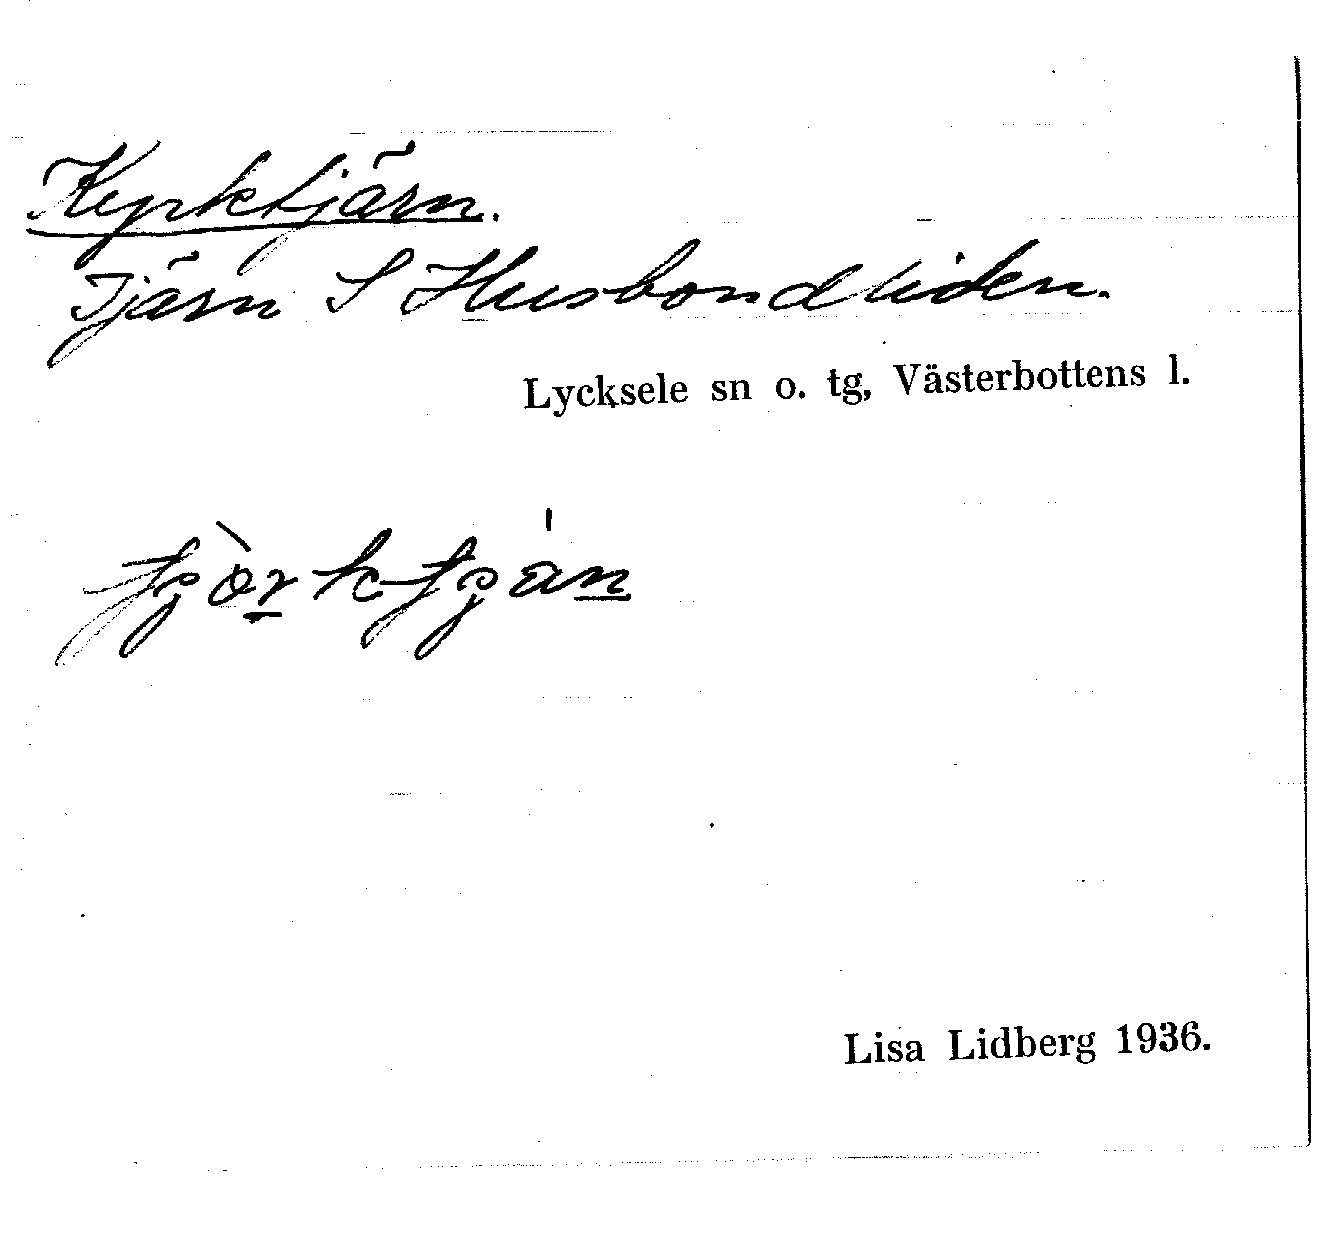 Kyrktjärn.
Tjärn S Husbondliden.
Lycksele sn o. tg, Västerbottens l.
Lisa Lidberg 1936.